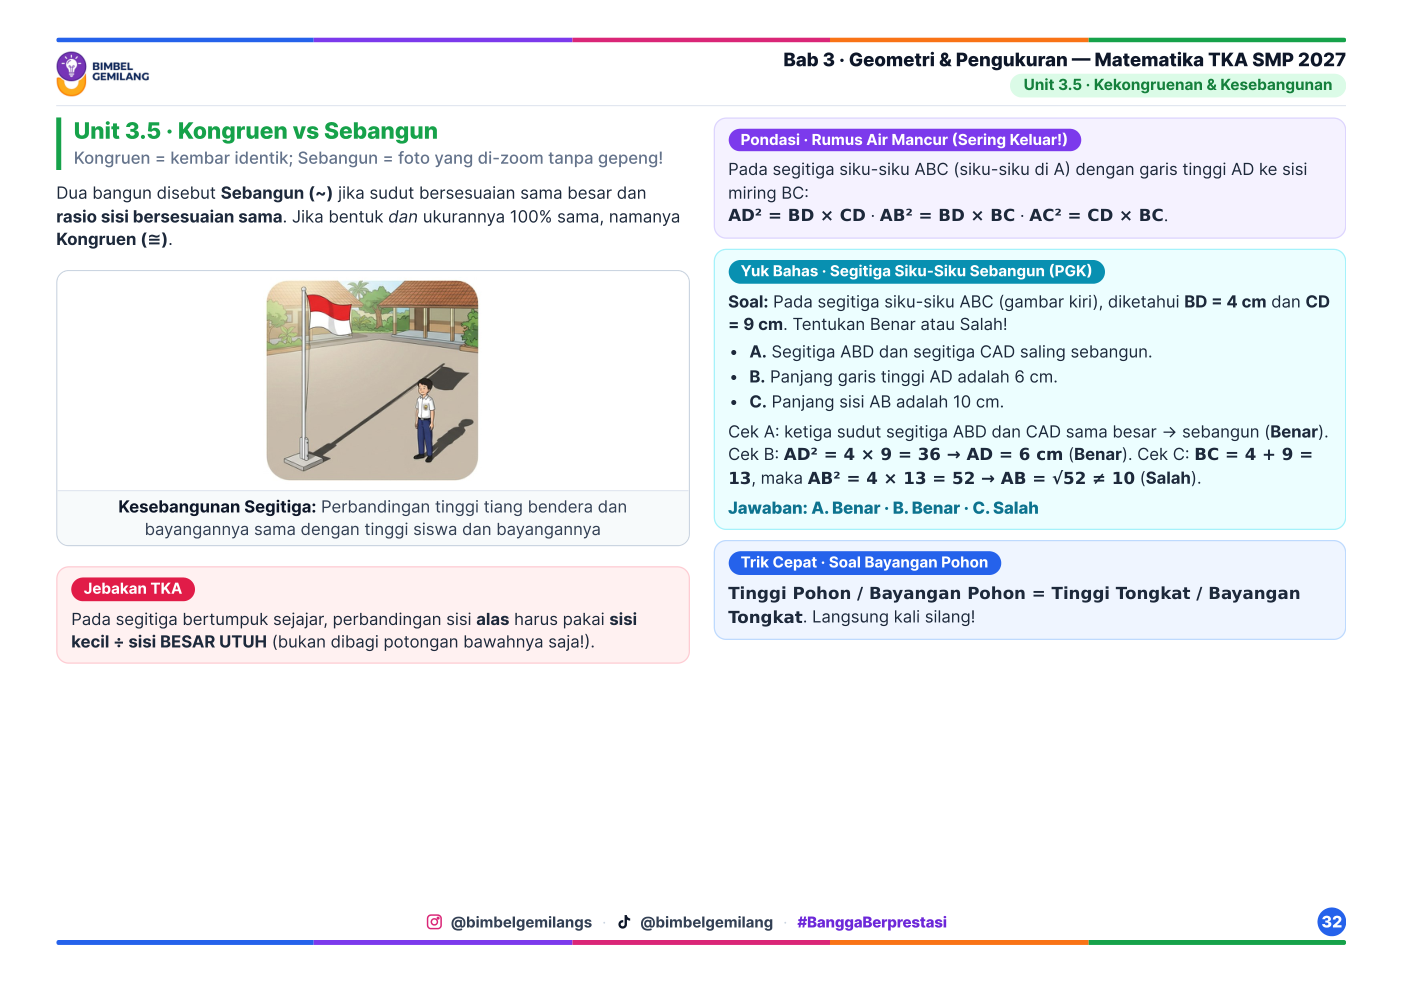 BIMBEL
GEMILANG
Bab 3 · Geometri & Pengukuran — Matematika TKA SMP 2027
Unit 3.5 · Kekongruenan & Kesebangunan
Unit 3.5 · Kongruen vs Sebangun
Kongruen = kembar identik; Sebangun = foto yang di-zoom tanpa gepeng!
Dua bangun disebut Sebangun (~) jika sudut bersesuaian sama besar dan
rasio sisi bersesuaian sama. Jika bentuk dan ukurannya 100% sama, namanya
Kongruen (≅).
Kesebangunan Segitiga: Perbandingan tinggi tiang bendera dan
bayangannya sama dengan tinggi siswa dan bayangannya
Jebakan TKA
Pada segitiga bertumpuk sejajar, perbandingan sisi alas harus pakai sisi
kecil ÷ sisi BESAR UTUH (bukan dibagi potongan bawahnya saja!).
Pondasi · Rumus Air Mancur (Sering Keluar!)
Pada segitiga siku-siku ABC (siku-siku di A) dengan garis tinggi AD ke sisi
miring BC:
AD² = BD × CD · AB² = BD × BC · AC² = CD × BC.
Yuk Bahas · Segitiga Siku-Siku Sebangun (PGK)
Soal: Pada segitiga siku-siku ABC (gambar kiri), diketahui BD = 4 cm dan CD
= 9 cm. Tentukan Benar atau Salah!
• A. Segitiga ABD dan segitiga CAD saling sebangun.
• B. Panjang garis tinggi AD adalah 6 cm.
• C. Panjang sisi AB adalah 10 cm.
Cek A: ketiga sudut segitiga ABD dan CAD sama besar → sebangun (Benar).
Cek B: AD² = 4 × 9 = 36 → AD = 6 cm (Benar). Cek C: BC = 4 + 9 =
13, maka AB² = 4 × 13 = 52 → AB = √52 ≠ 10 (Salah).
Jawaban: A. Benar · B. Benar · C. Salah
Trik Cepat · Soal Bayangan Pohon
Tinggi Pohon / Bayangan Pohon = Tinggi Tongkat / Bayangan
Tongkat. Langsung kali silang!
@bimbelgemilangs · @bimbelgemilang · #BanggaBerprestasi
32